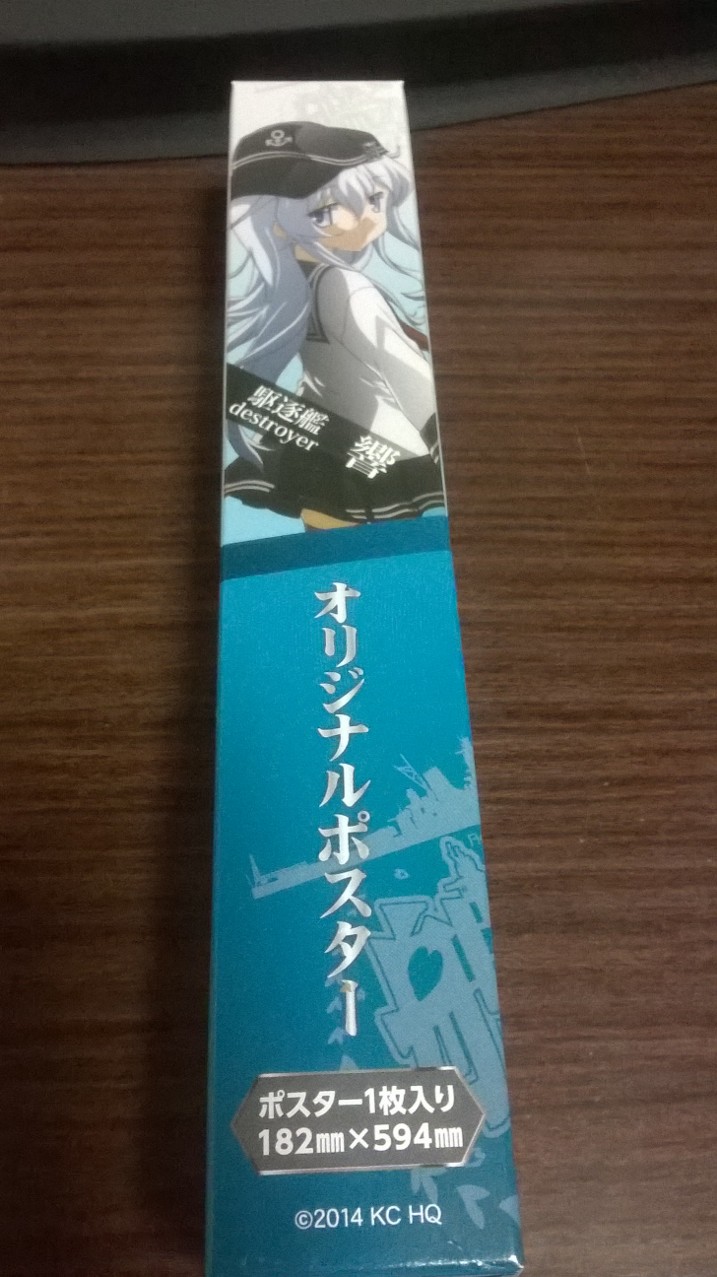 駆逐艦
destroyer
響
オリジナルポスター
ポスター1枚入り
182㎜×594㎜
©2014 KC HQ